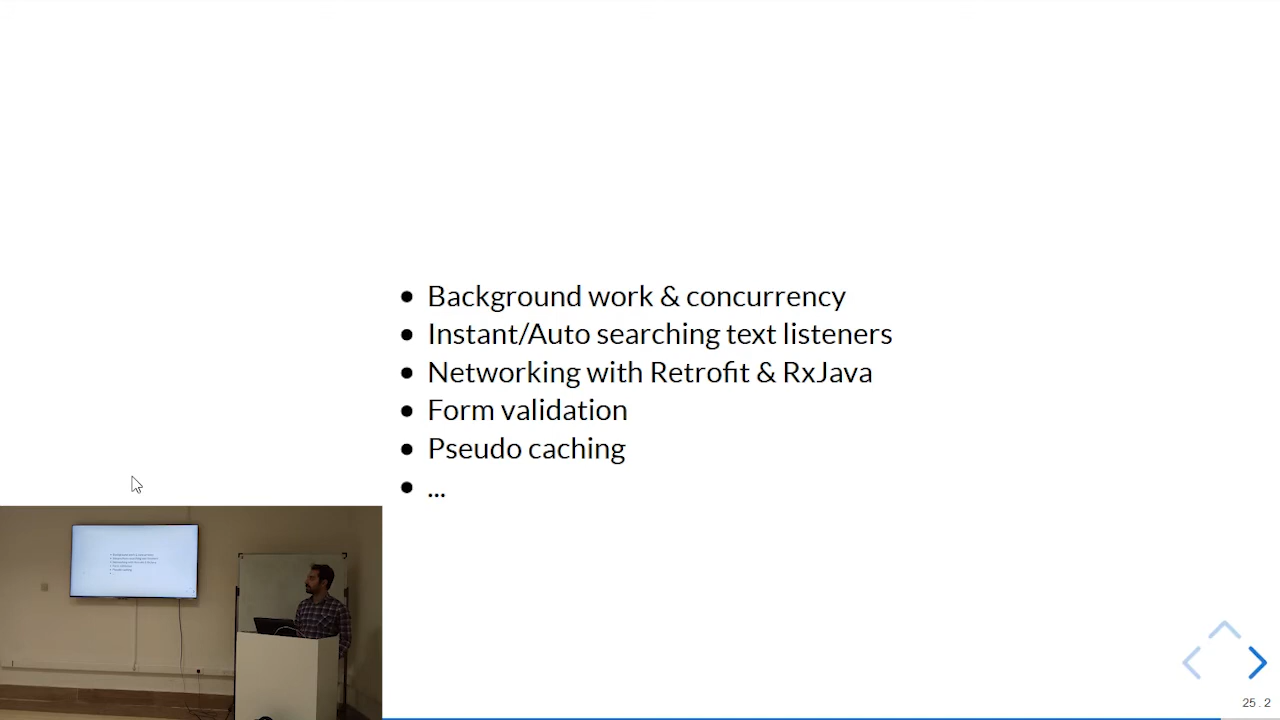 Background work & concurrency
Instant/Auto searching text listeners
Networking with Retrofit & RxJava
Form validation
Pseudo caching
...
25 . 2